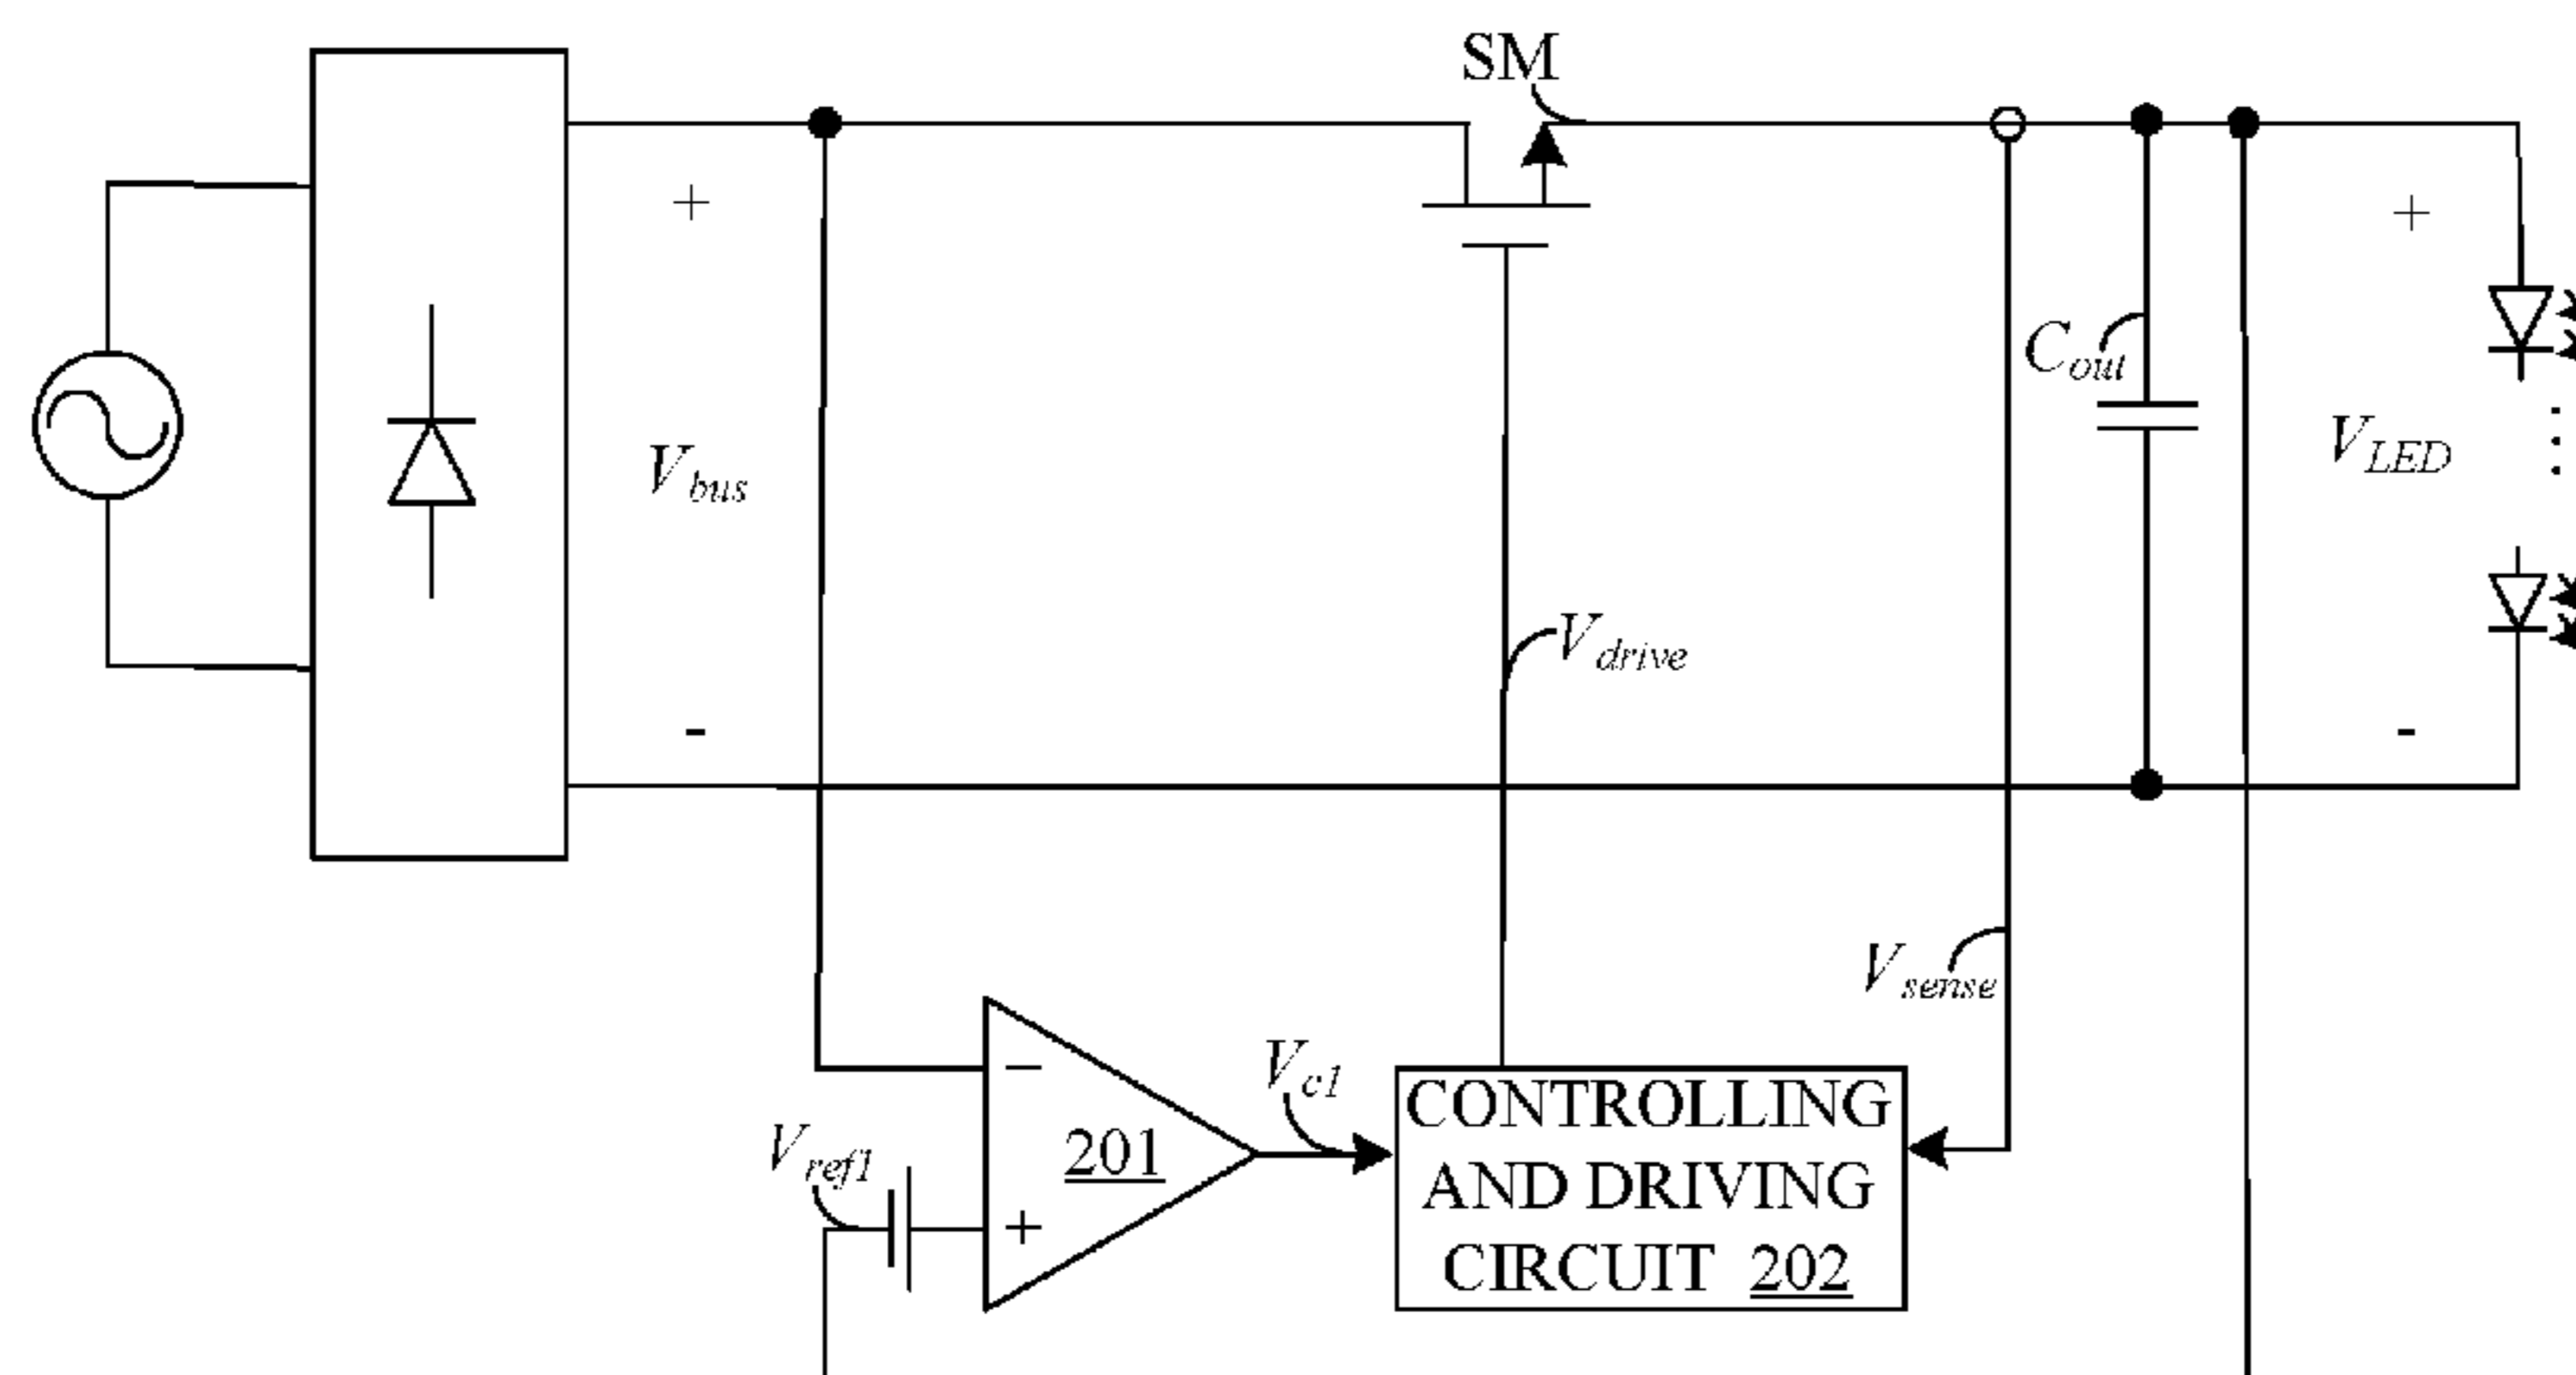 SM
+
+
C_out
V_bus
V_LED
V_drive
-
-
V_sense
V_c1
−
CONTROLLING
V_ref1
201
AND DRIVING
+
CIRCUIT 202